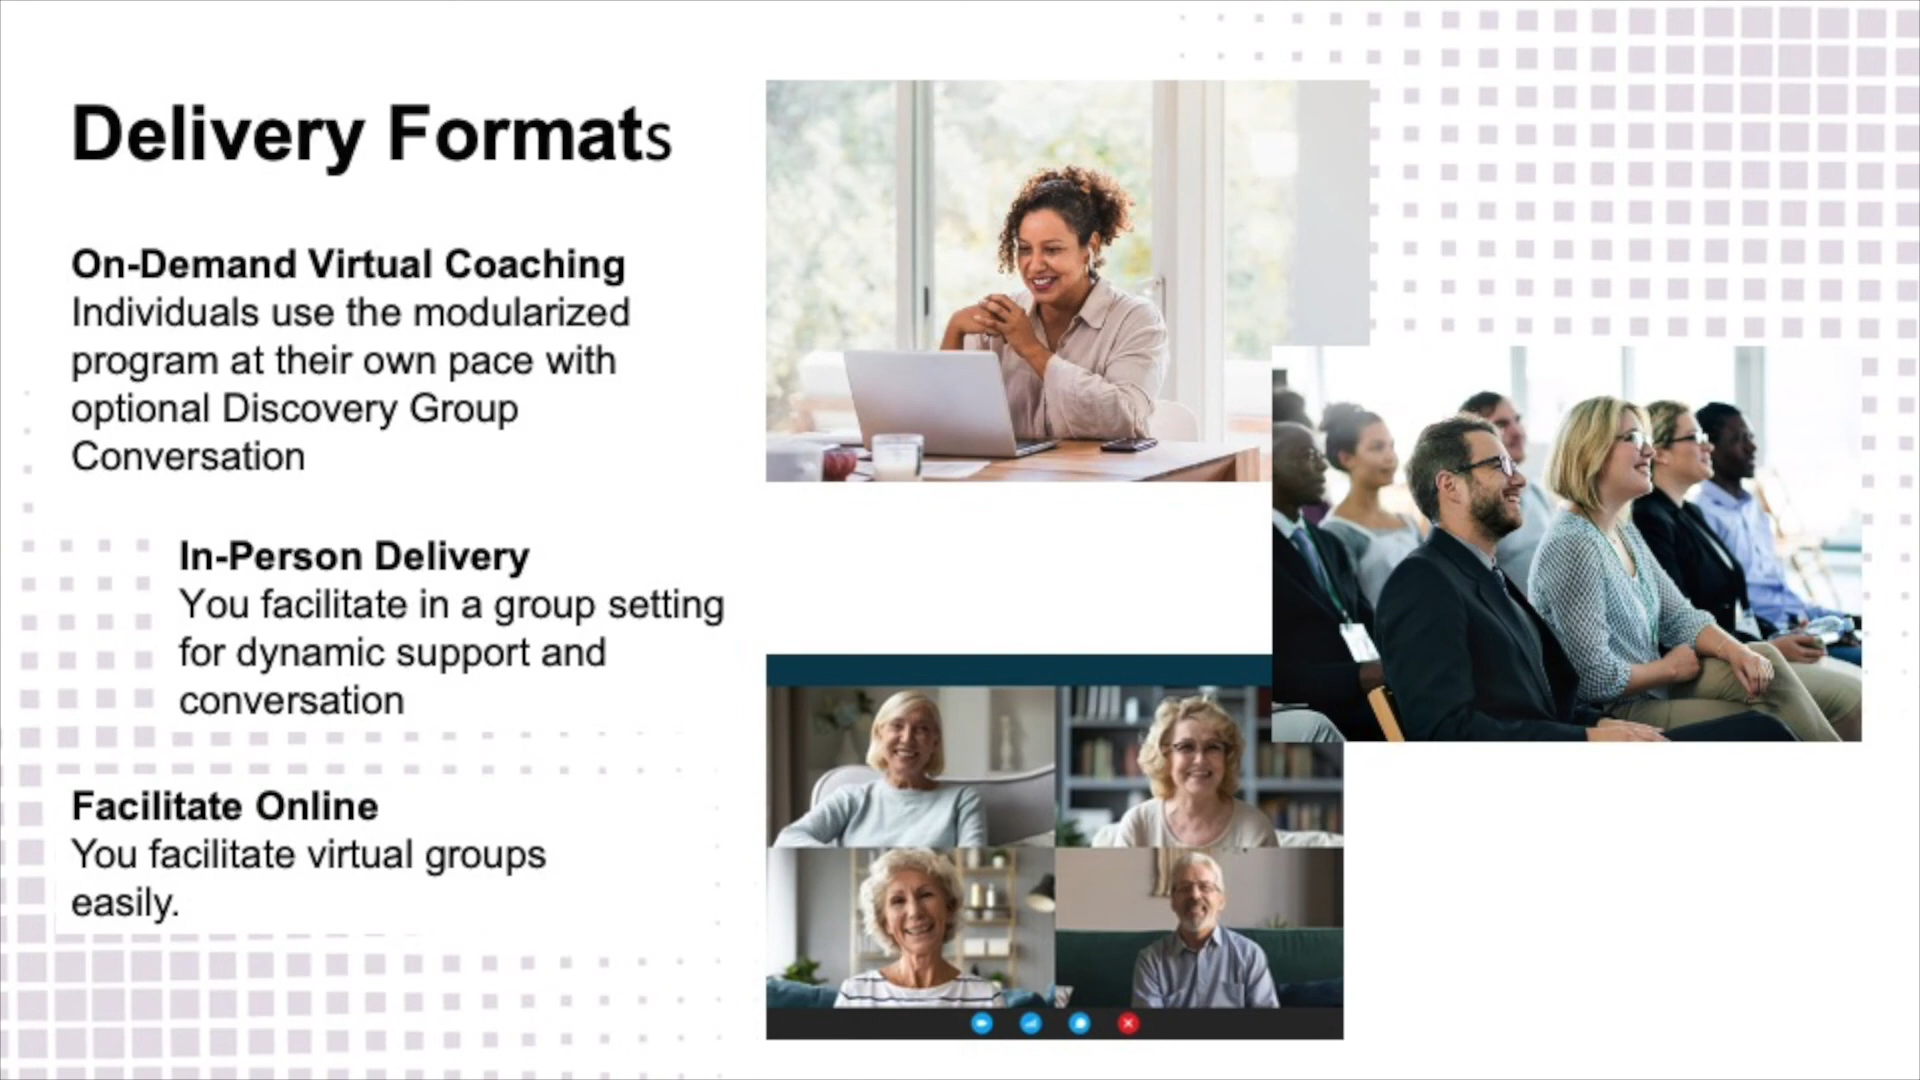 Delivery Formats
On-Demand Virtual Coaching
Individuals use the modularized
program at their own pace with
optional Discovery Group
Conversation
In-Person Delivery
You facilitate in a group setting
for dynamic support and
conversation
Facilitate Online
You facilitate virtual groups
easily.